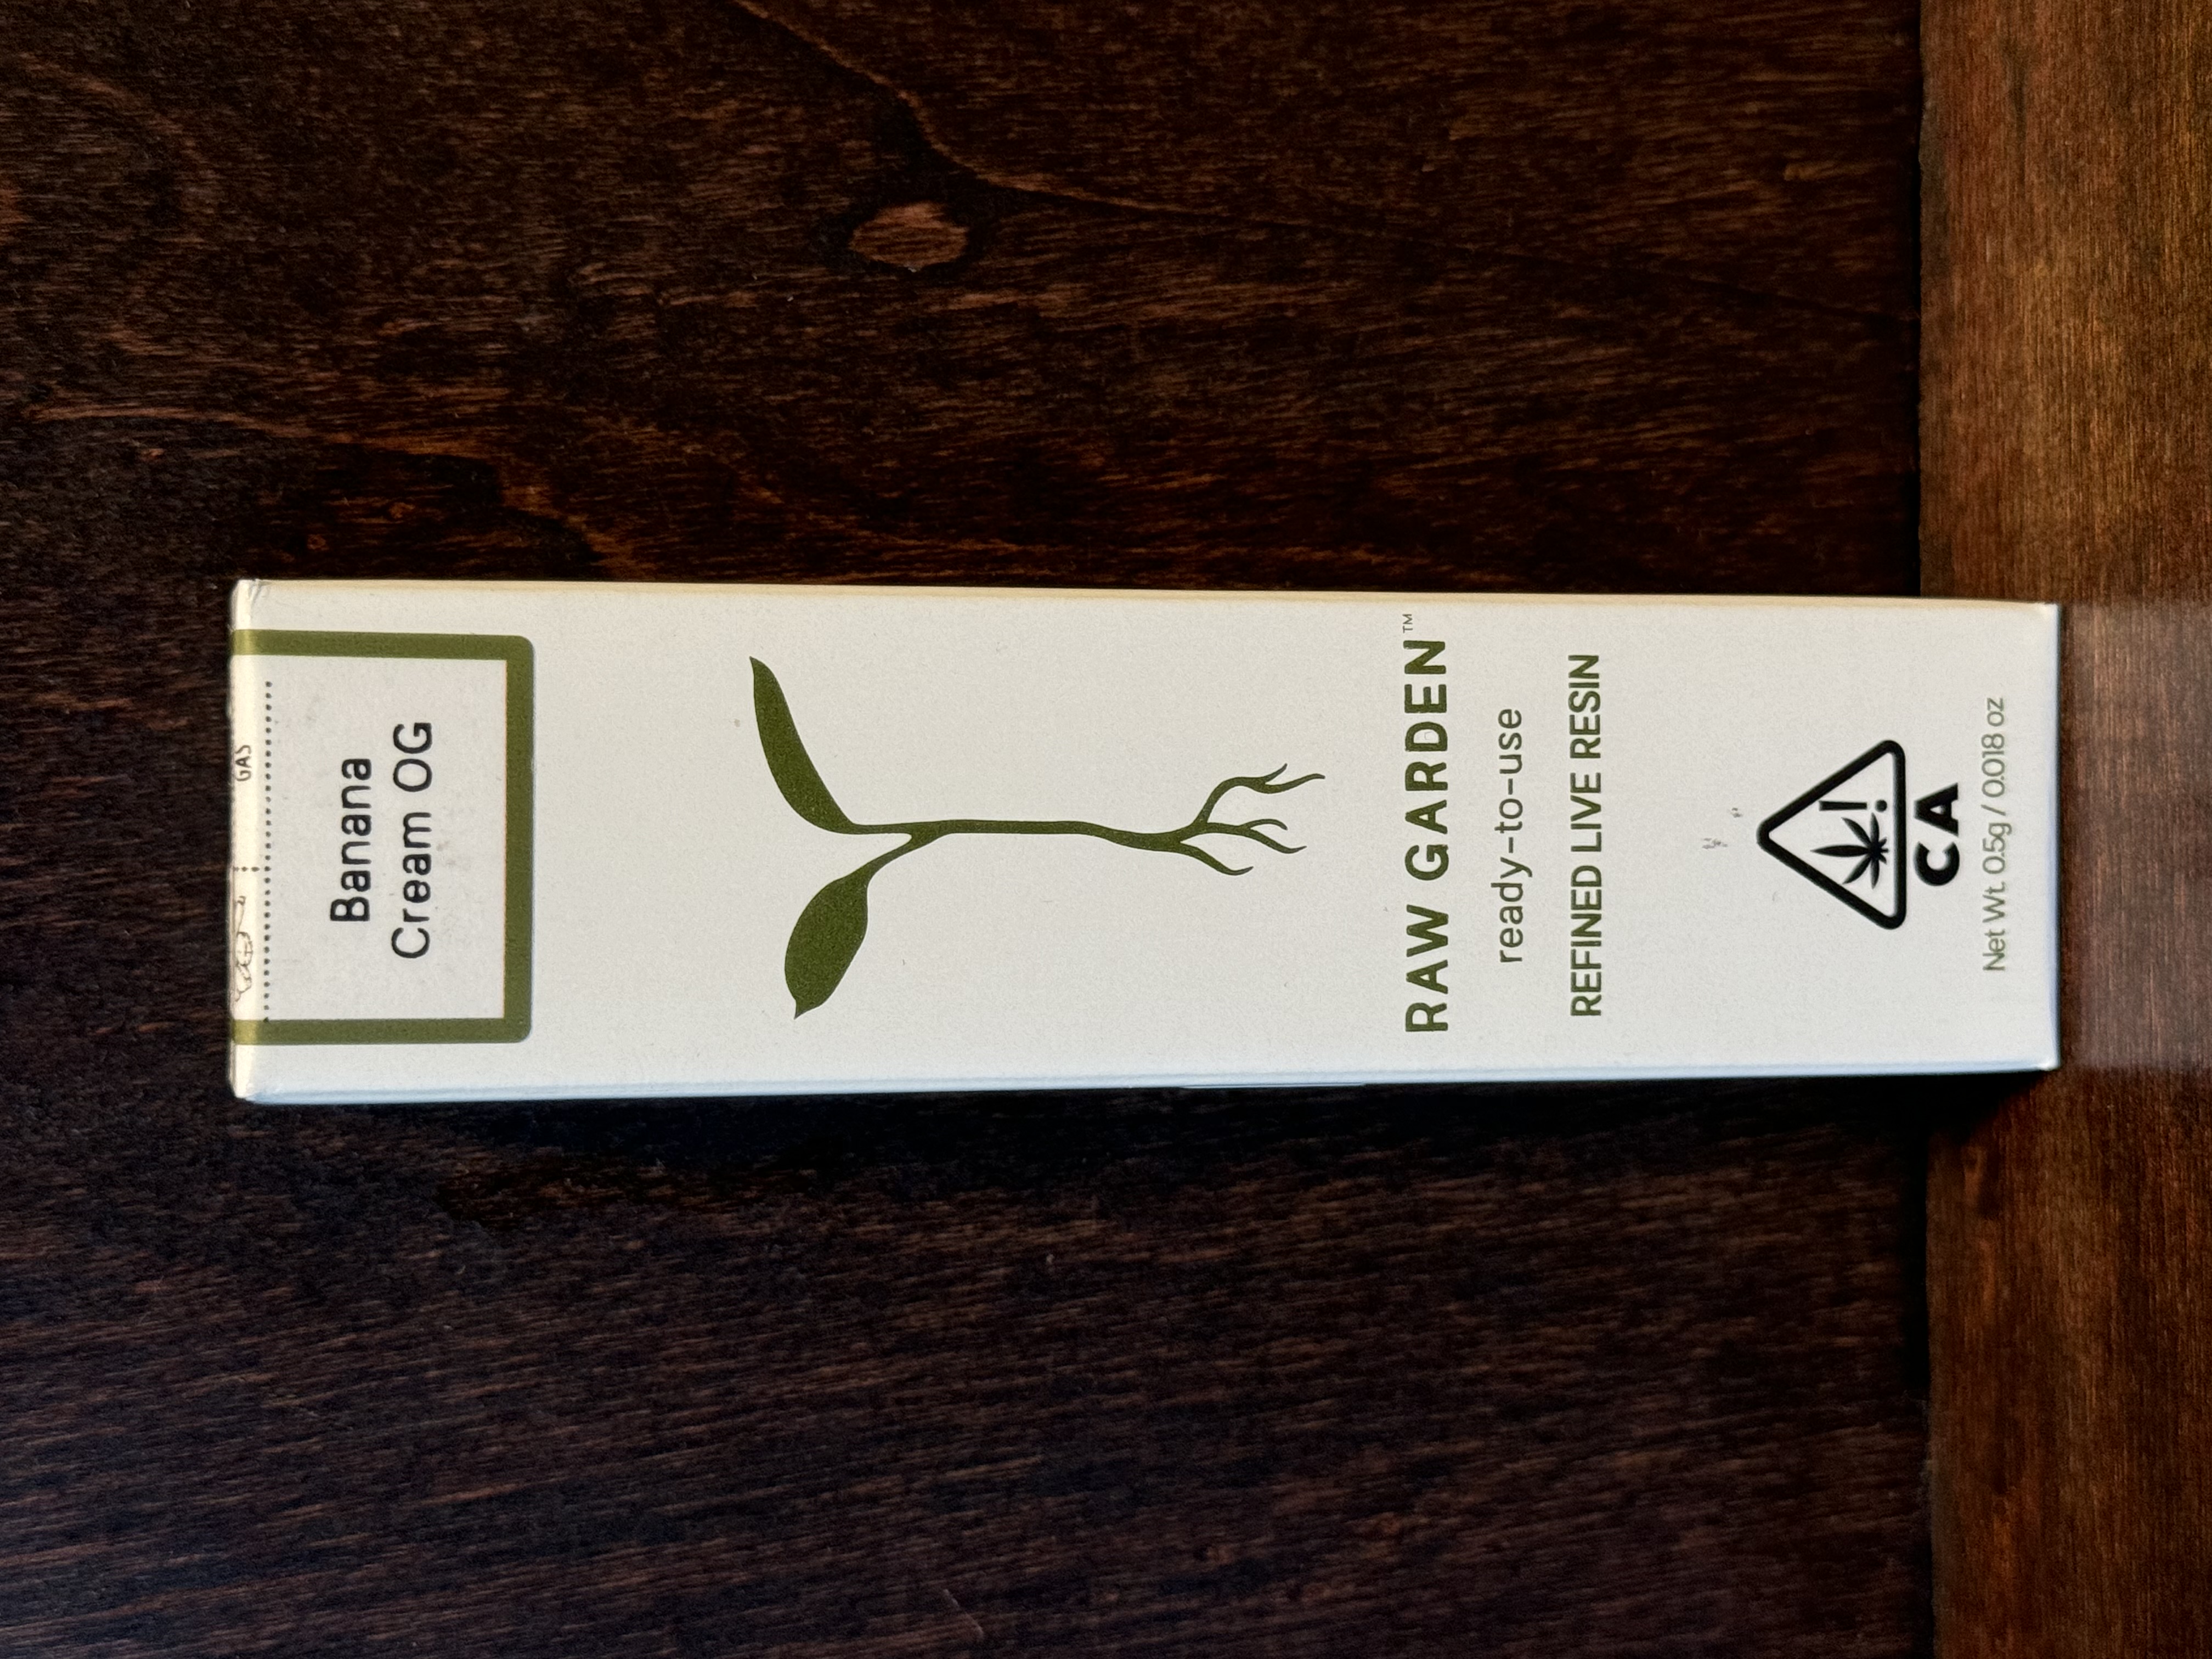 GAS
Banana
Cream OG
RAW GARDEN™
ready-to-use
REFINED LIVE RESIN
!
CA
Net Wt. 0.5g / 0.018 oz